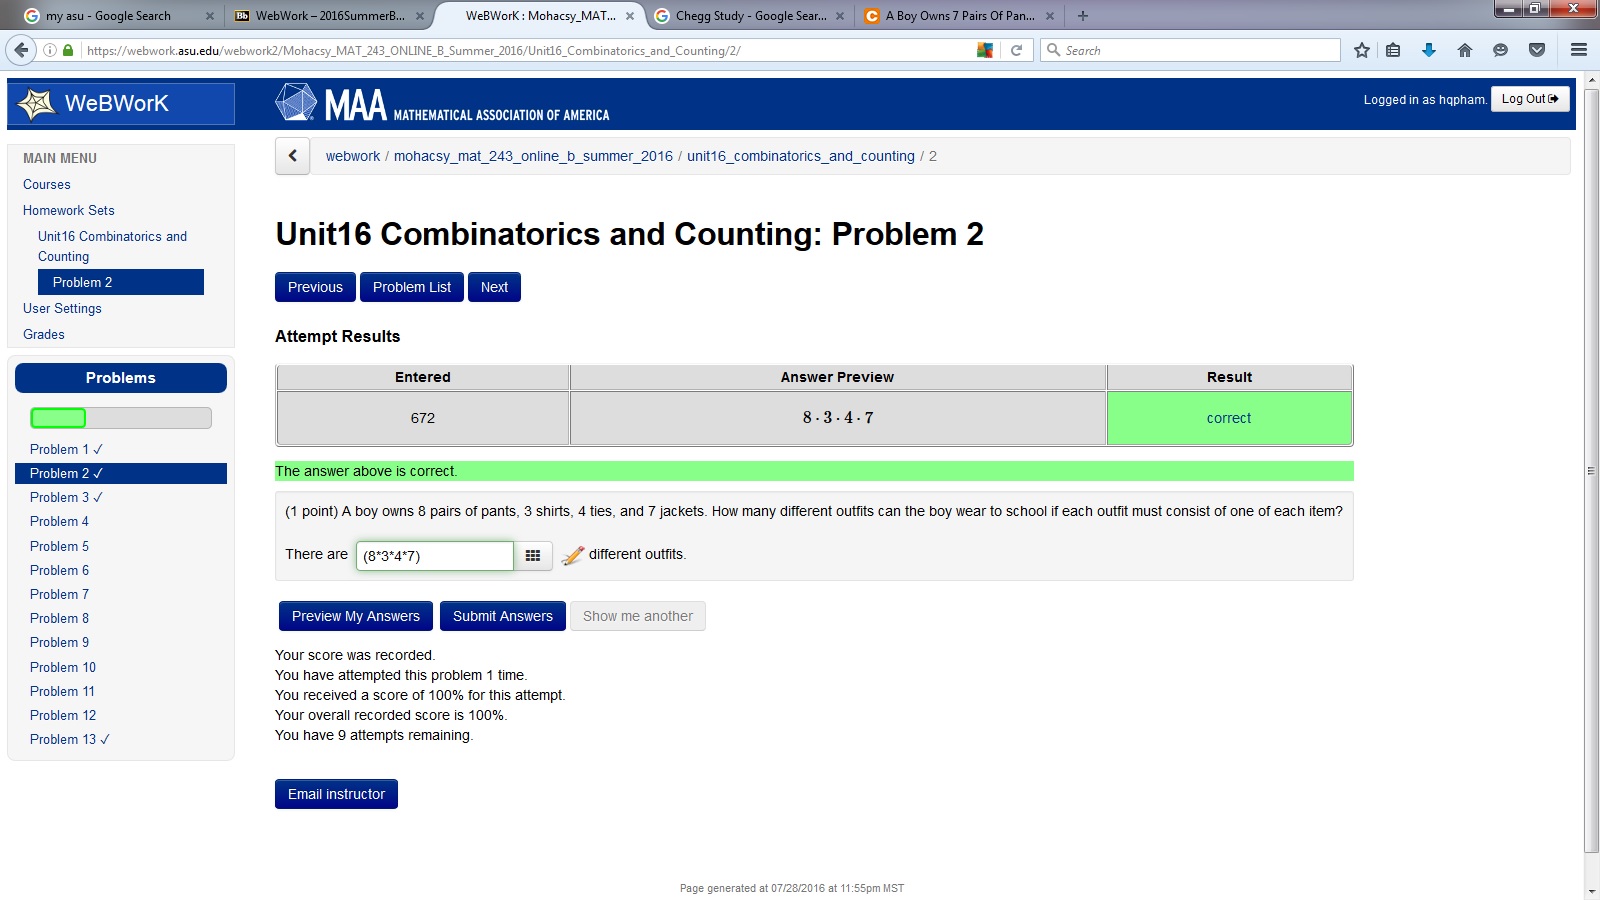 my asu - Google Search
WebWork – 2016SummerB...
WeBWorK : Mohacsy_MAT...
Chegg Study - Google Sear...
A Boy Owns 7 Pairs Of Pan...
https://webwork.asu.edu/webwork2/Mohacsy_MAT_243_ONLINE_B_Summer_2016/Unit16_Combinatorics_and_Counting/2/
Search
WeBWorK
MAA MATHEMATICAL ASSOCIATION OF AMERICA
Logged in as hqpham.
Log Out
MAIN MENU
Courses
Homework Sets
Unit16 Combinatorics and
Counting
Problem 2
User Settings
Grades
Problems
Problem 1 ✓
Problem 2 ✓
Problem 3 ✓
Problem 4
Problem 5
Problem 6
Problem 7
Problem 8
Problem 9
Problem 10
Problem 11
Problem 12
Problem 13 ✓
webwork / mohacsy_mat_243_online_b_summer_2016 / unit16_combinatorics_and_counting / 2
Unit16 Combinatorics and Counting: Problem 2
Previous
Problem List
Next
Attempt Results
Entered Answer Preview Result
672 8 · 3 · 4 · 7 correct
The answer above is correct.
(1 point) A boy owns 8 pairs of pants, 3 shirts, 4 ties, and 7 jackets. How many different outfits can the boy wear to school if each outfit must consist of one of each item?
There are (8*3*4*7) different outfits.
Preview My Answers
Submit Answers
Show me another
Your score was recorded.
You have attempted this problem 1 time.
You received a score of 100% for this attempt.
Your overall recorded score is 100%.
You have 9 attempts remaining.
Email instructor
Page generated at 07/28/2016 at 11:55pm MST